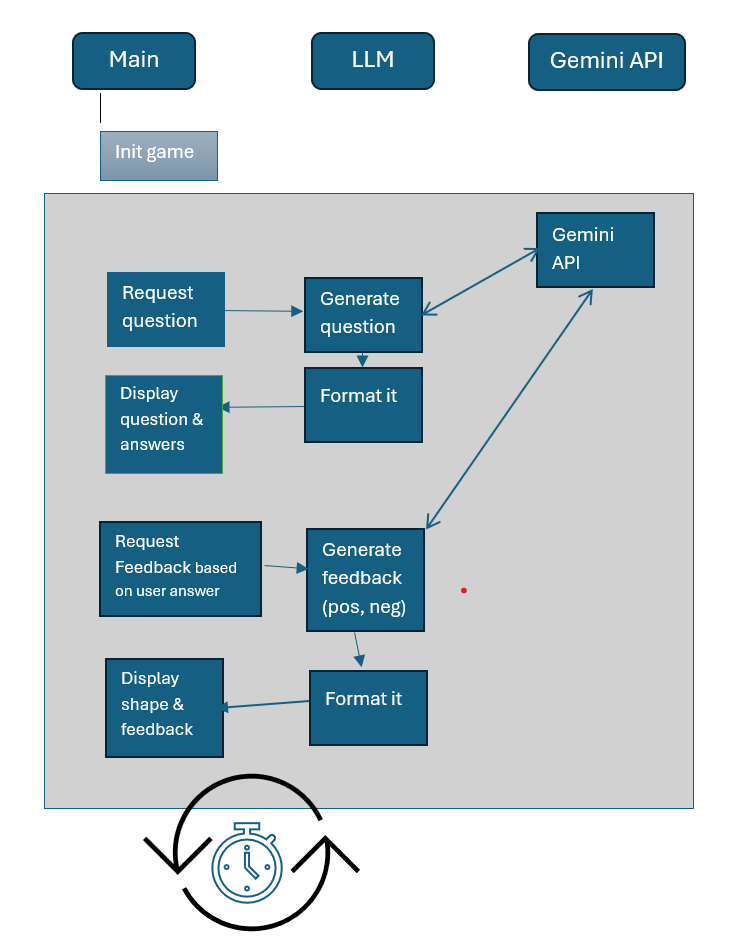 Main
LLM
Gemini API
Init game
Gemini
API
Request
question
Generate
question
Display
question &
answers
Format it
Request
Feedback based
on user answer
Generate
feedback
(pos, neg)
Display
shape &
feedback
Format it